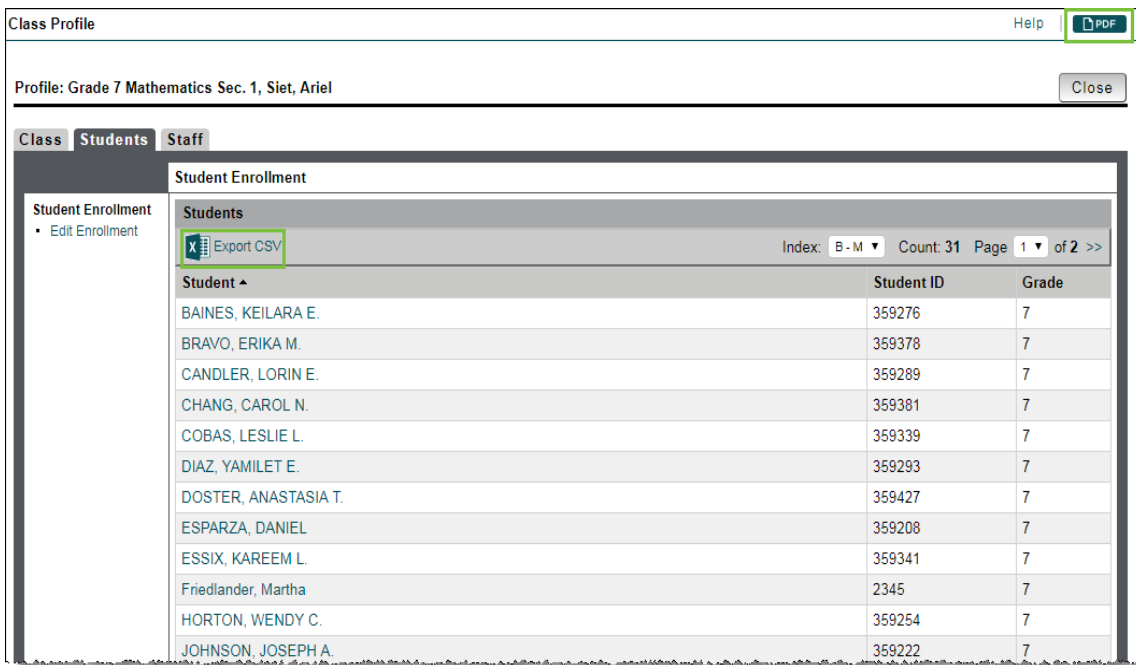 Class Profile Help PDF
Profile: Grade 7 Mathematics Sec. 1, Siet, Ariel Close
Class Students Staff
Student Enrollment
Student Enrollment
• Edit Enrollment
Students
Export CSV Index: B - M ▼ Count: 31 Page 1 ▼ of 2 >>
Student ▲ Student ID Grade
BAINES, KEILARA E. 359276 7
BRAVO, ERIKA M. 359378 7
CANDLER, LORIN E. 359289 7
CHANG, CAROL N. 359381 7
COBAS, LESLIE L. 359339 7
DIAZ, YAMILET E. 359293 7
DOSTER, ANASTASIA T. 359427 7
ESPARZA, DANIEL 359208 7
ESSIX, KAREEM L. 359341 7
Friedlander, Martha 2345 7
HORTON, WENDY C. 359254 7
JOHNSON, JOSEPH A. 359222 7